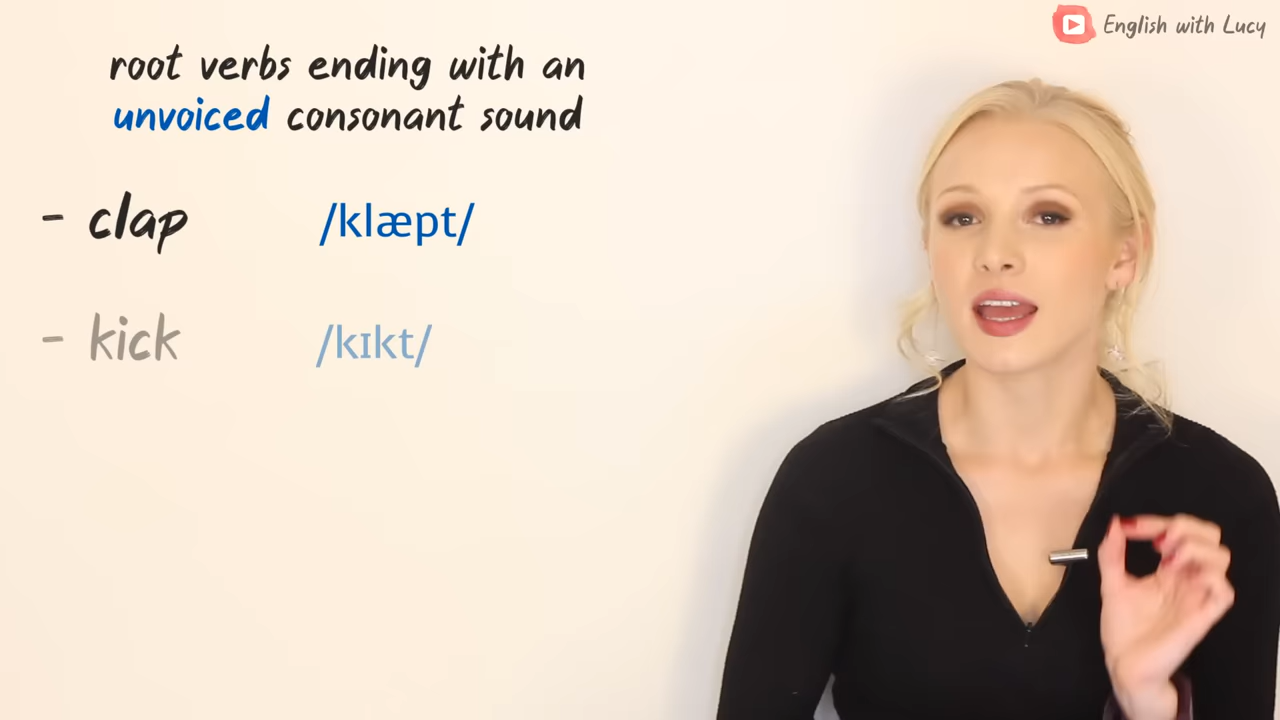 English with Lucy
root verbs ending with an
unvoiced consonant sound
- clap /klæpt/
- kick /kɪkt/